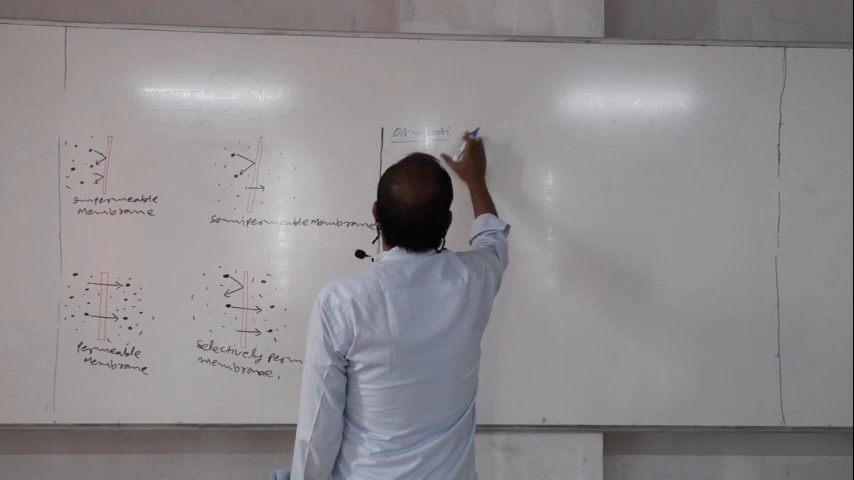 Impermeable
Membrane
Semipermeable Membrane
Permeable
Membrane
Selectively perm
membrane,